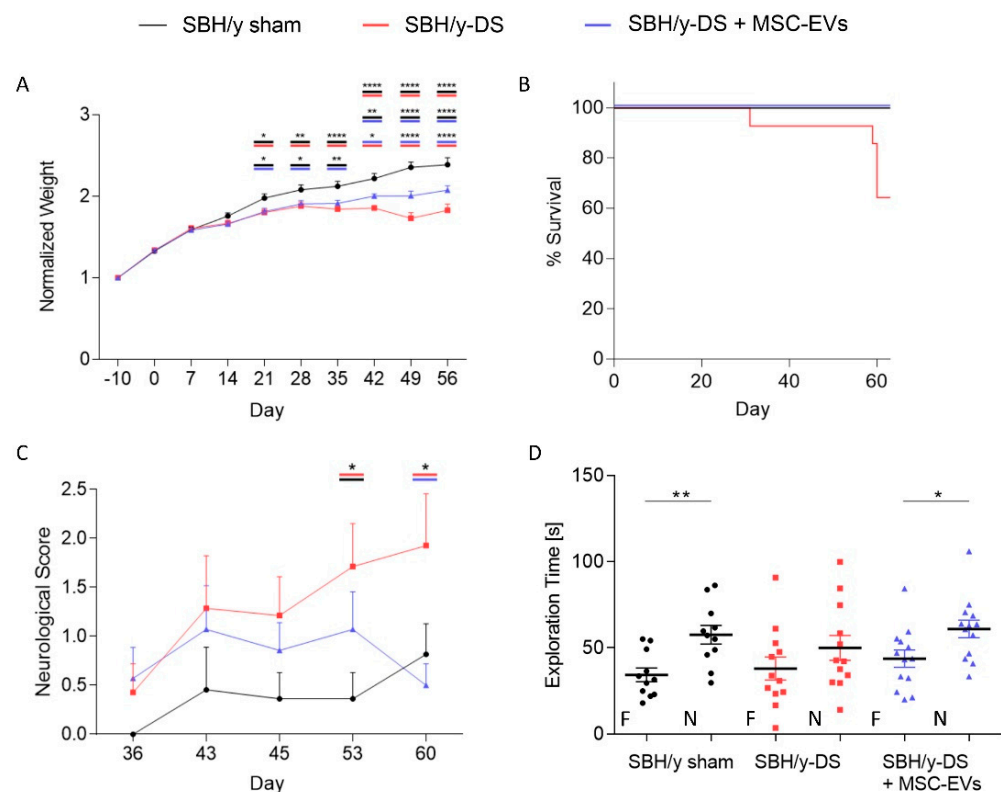 SBH/y sham SBH/y-DS SBH/y-DS + MSC-EVs
A
**** **** ****
** **** ****
* ** **** * **** ****
* * **
3
2
1
0
Normalized Weight
-10 0 7 14 21 28 35 42 49 56
Day
B
100
80
60
40
20
0
% Survival
0 20 40 60
Day
C
* *
2.5
2.0
1.5
1.0
0.5
0.0
Neurological Score
36 43 45 53 60
Day
D
** *
150
100
50
0
Exploration Time [s]
F N F N F N
SBH/y sham SBH/y-DS SBH/y-DS
+ MSC-EVs